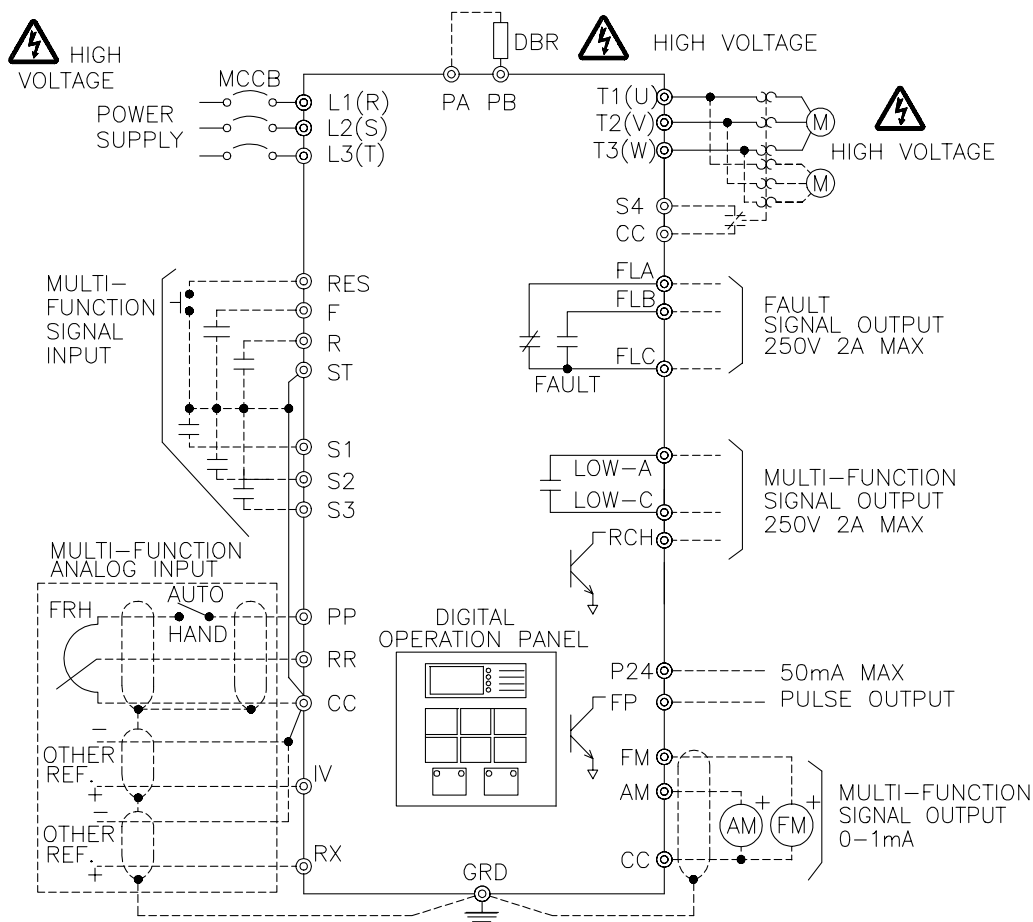 HIGH
VOLTAGE
DBR
HIGH VOLTAGE
MCCB
PA PB
POWER
SUPPLY
L1(R)
L2(S)
L3(T)
T1(U)
T2(V)
T3(W)
M
M
HIGH VOLTAGE
S4
CC
MULTI-
FUNCTION
SIGNAL
INPUT
RES
F
R
ST
S1
S2
S3
FLA
FLB
FLC
FAULT
FAULT
SIGNAL OUTPUT
250V 2A MAX
LOW-A
LOW-C
RCH
MULTI-FUNCTION
SIGNAL OUTPUT
250V 2A MAX
MULTI-FUNCTION
ANALOG INPUT
FRH
AUTO
HAND
PP
RR
CC
−
OTHER
REF.
+
IV
−
OTHER
REF.
+
RX
DIGITAL
OPERATION PANEL
P24
50mA MAX
FP
PULSE OUTPUT
FM
AM
CC
AM
+
FM
+
MULTI-FUNCTION
SIGNAL OUTPUT
0-1mA
GRD